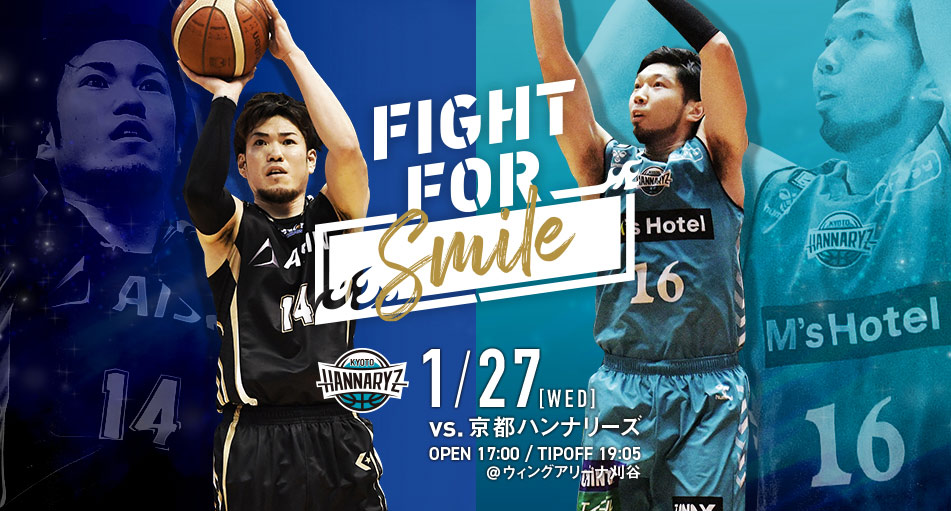 FIGHT
FOR
Smile
14
14
M's Hotel
16
KYOTO
HANNARYZ
M's Hotel
16
KYOTO
HANNARYZ
1/27[WED]
vs. 京都ハンナリーズ
OPEN 17:00 / TIPOFF 19:05
@ウィングアリーナ刈谷